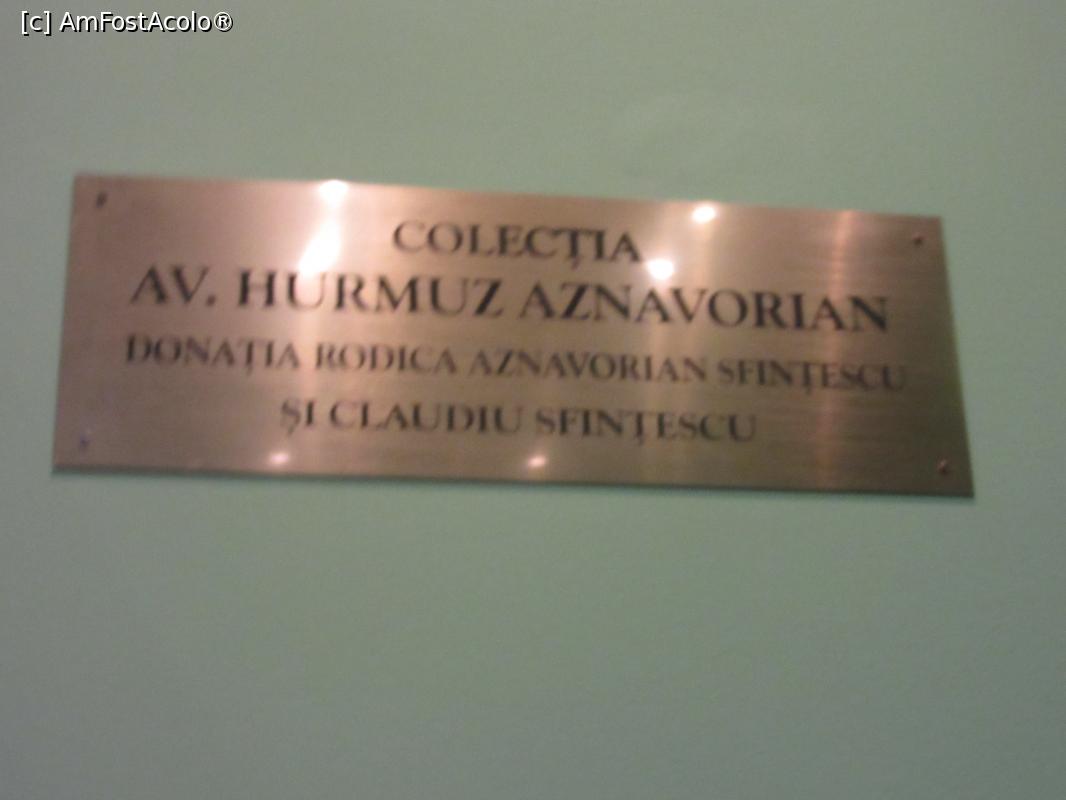 [c] AmFostAcolo®
COLECȚIA
AV. HURMUZ AZNAVORIAN
DONAȚIA RODICA AZNAVORIAN SFINȚESCU
ȘI CLAUDIU SFINȚESCU